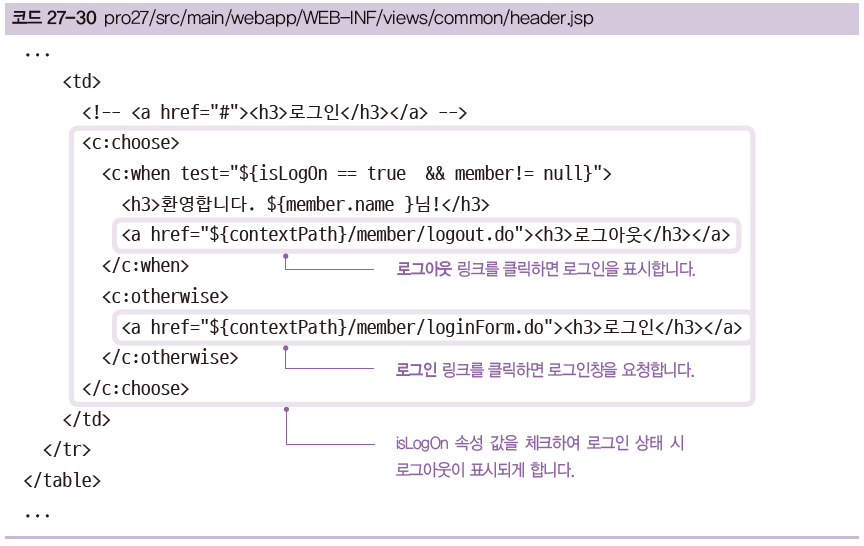 코드 27-30 pro27/src/main/webapp/WEB-INF/views/common/header.jsp
...
<td>
<!-- <a href="#"><h3>로그인</h3></a> -->
<c:choose>
<c:when test="${isLogOn == true  && member!= null}">
<h3>환영합니다. ${member.name }님!</h3>
<a href="${contextPath}/member/logout.do"><h3>로그아웃</h3></a>
</c:when>
로그아웃 링크를 클릭하면 로그인을 표시합니다.
<c:otherwise>
<a href="${contextPath}/member/loginForm.do"><h3>로그인</h3></a>
</c:otherwise>
로그인 링크를 클릭하면 로그인창을 요청합니다.
</c:choose>
</td>
isLogOn 속성 값을 체크하여 로그인 상태 시
로그아웃이 표시되게 합니다.
</tr>
</table>
...